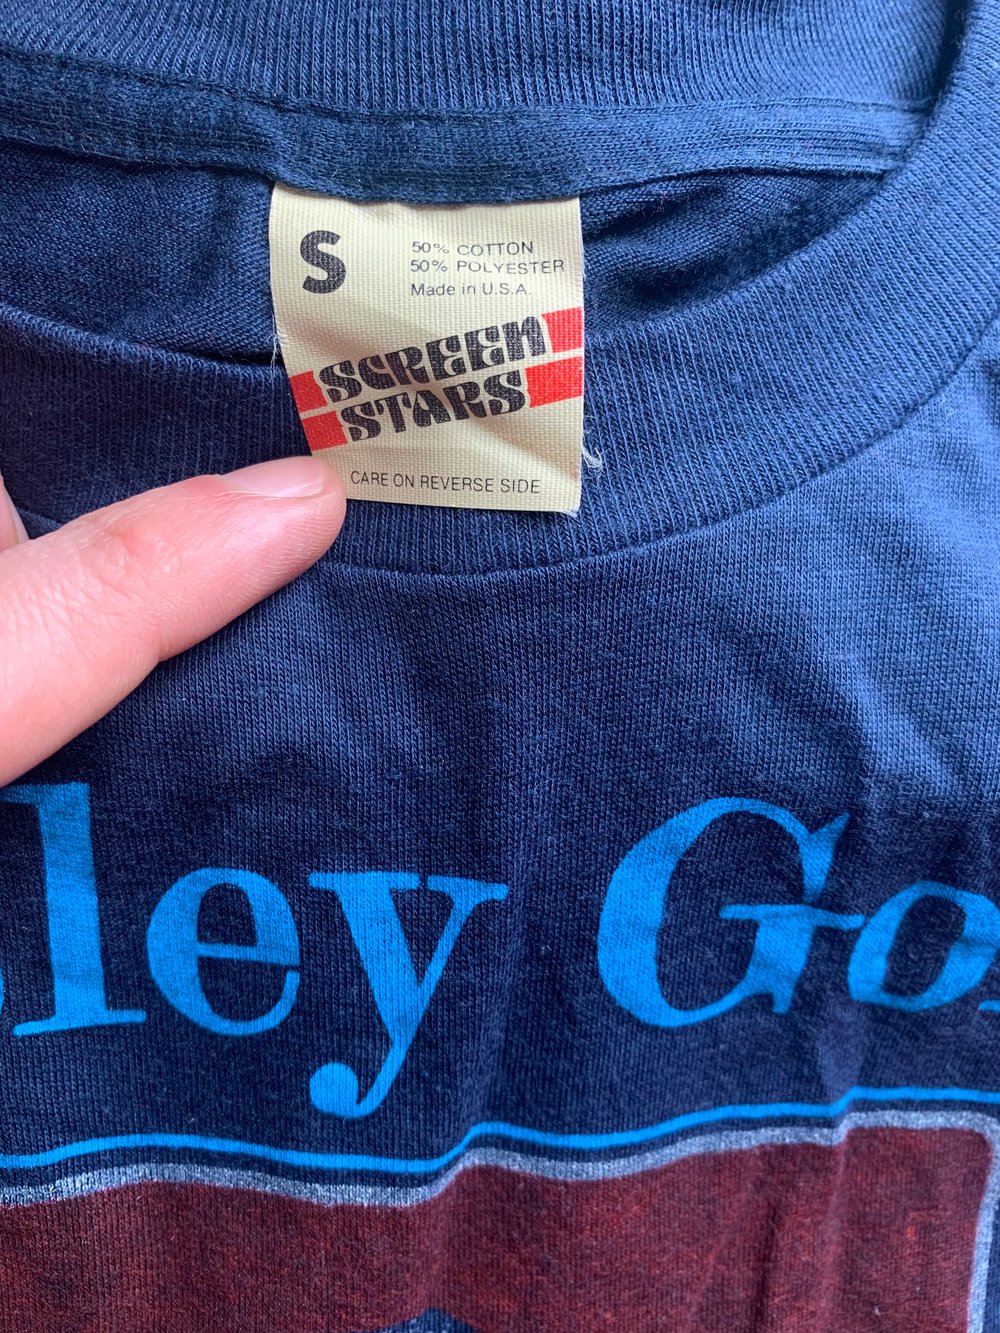 S
50% COTTON
50% POLYESTER
Made in U.S.A.
SCREEN
STARS
CARE ON REVERSE SIDE
ley Go